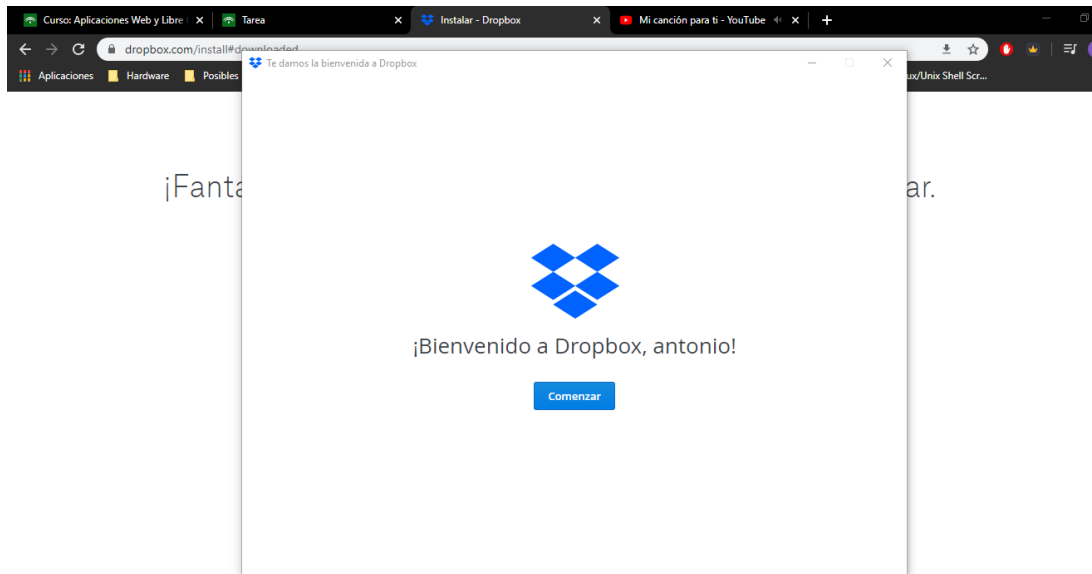 Curso: Aplicaciones Web y Libre
Tarea
Instalar - Dropbox
Mi canción para ti - YouTube
dropbox.com/install#downloaded
Aplicaciones
Hardware
Posibles
ux/Unix Shell Scr...
Te damos la bienvenida a Dropbox
¡Fanta
ar.
¡Bienvenido a Dropbox, antonio!
Comenzar